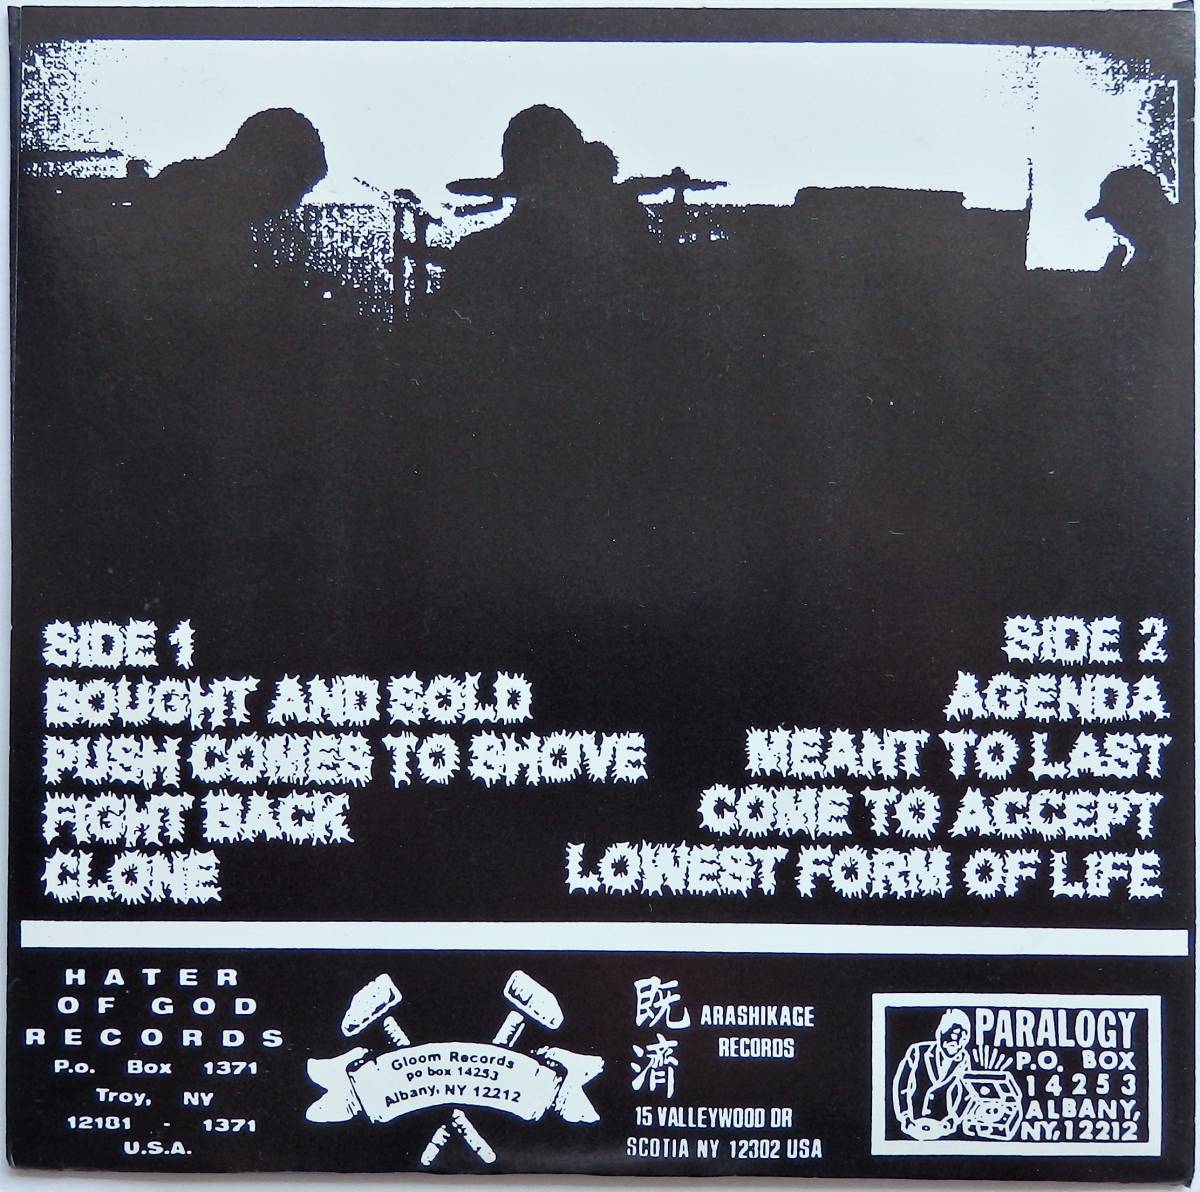 SIDE 1
BOUGHT AND SOLD
PUSH COMES TO SHOVE
FIGHT BACK
CLONE
SIDE 2
AGENDA
MEANT TO LAST
COME TO ACCEPT
LOWEST FORM OF LIFE
HATER
OF GOD
RECORDS
P.o. Box 1371
Troy, NY
12181 - 1371
U.S.A.
Gloom Records
po box 14253
Albany, NY 12212
既
濟
ARASHIKAGE
RECORDS
15 VALLEYWOOD DR
SCOTIA NY 12302 USA
PARALOGY
P.O. BOX
14253
ALBANY,
NY, 12212